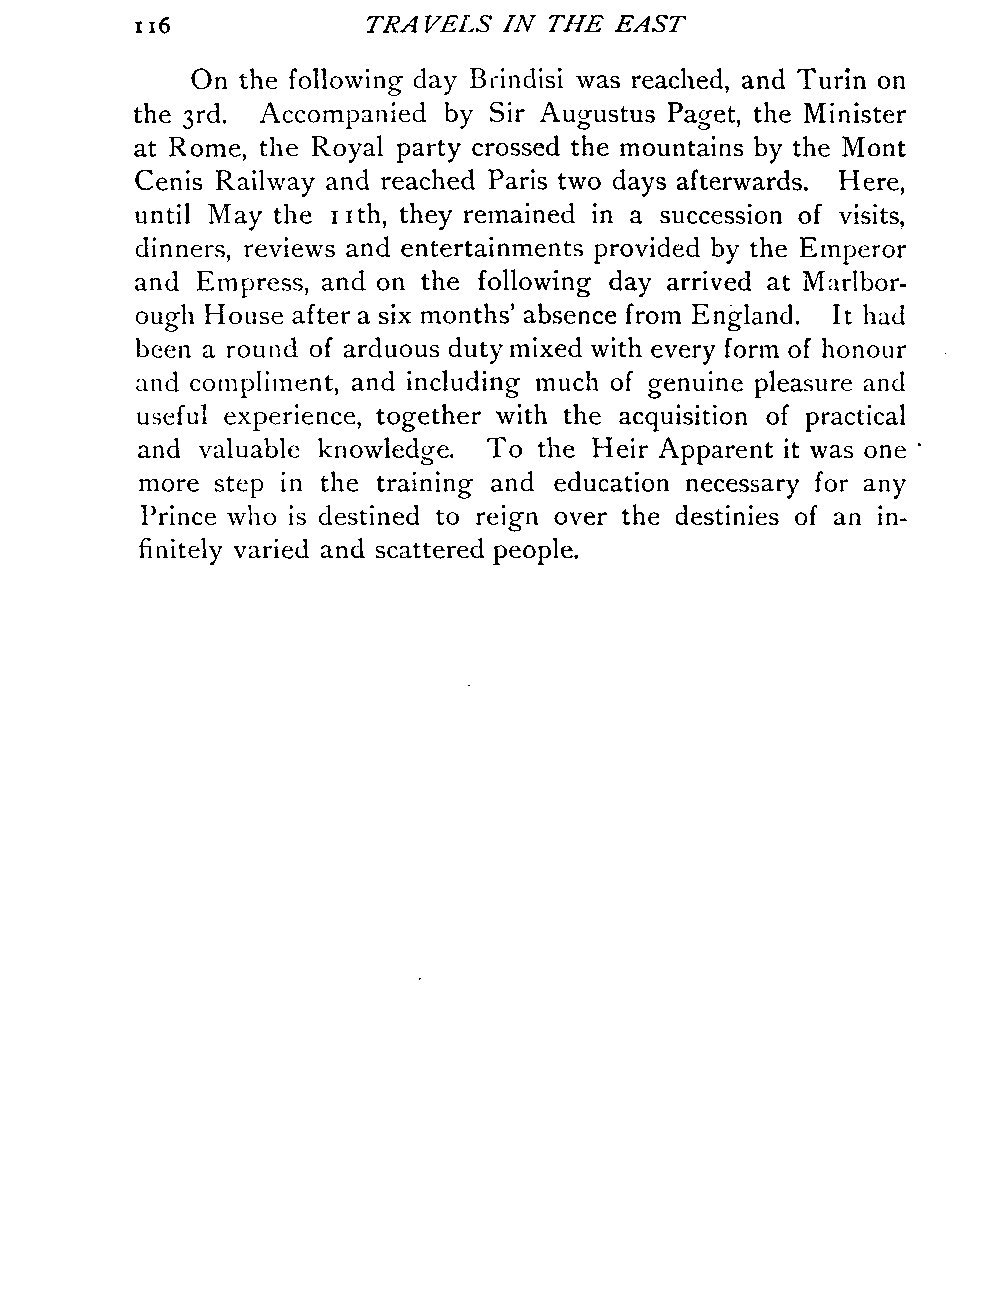 116 TRAVELS IN THE EAST
On the following day Brindisi was reached, and Turin on
the 3rd. Accompanied by Sir Augustus Paget, the Minister
at Rome, the Royal party crossed the mountains by the Mont
Cenis Railway and reached Paris two days afterwards. Here,
until May the 11th, they remained in a succession of visits,
dinners, reviews and entertainments provided by the Emperor
and Empress, and on the following day arrived at Marlbor-
ough House after a six months' absence from England. It had
been a round of arduous duty mixed with every form of honour
and compliment, and including much of genuine pleasure and
useful experience, together with the acquisition of practical
and valuable knowledge. To the Heir Apparent it was one
more step in the training and education necessary for any
Prince who is destined to reign over the destinies of an in-
finitely varied and scattered people.